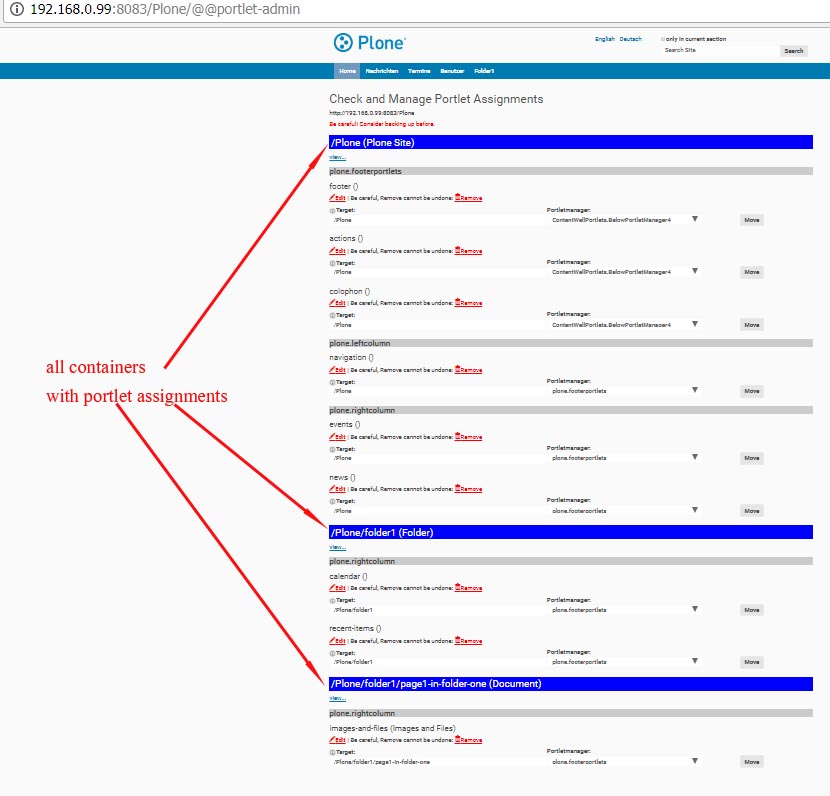 192.168.0.99:8083/Plone/@@portlet-admin
Plone
English Deutsch
only in current section
Search Site
Search
Home Nachrichten Termine Benutzer Folder1
Check and Manage Portlet Assignments
http://192.168.0.99:8083/Plone
Be careful! Consider backing up before.
/Plone (Plone Site)
view...
plone.footerportlets
footer ()
Edit | Be careful, Remove cannot be undone: Remove
Target: Portletmanager:
/Plone ContentWellPortlets.BelowPortletManager4 Move
actions ()
Edit | Be careful, Remove cannot be undone: Remove
Target: Portletmanager:
/Plone ContentWellPortlets.BelowPortletManager4 Move
colophon ()
Edit | Be careful, Remove cannot be undone: Remove
Target: Portletmanager:
/Plone ContentWellPortlets.BelowPortletManager4 Move
plone.leftcolumn
navigation ()
Edit | Be careful, Remove cannot be undone: Remove
Target: Portletmanager:
/Plone plone.footerportlets Move
all containers
with portlet assignments
plone.rightcolumn
events ()
Edit | Be careful, Remove cannot be undone: Remove
Target: Portletmanager:
/Plone plone.footerportlets Move
news ()
Edit | Be careful, Remove cannot be undone: Remove
Target: Portletmanager:
/Plone plone.footerportlets Move
/Plone/folder1 (Folder)
view...
plone.rightcolumn
calendar ()
Edit | Be careful, Remove cannot be undone: Remove
Target: Portletmanager:
/Plone/folder1 plone.footerportlets Move
recent-items ()
Edit | Be careful, Remove cannot be undone: Remove
Target: Portletmanager:
/Plone/folder1 plone.footerportlets Move
/Plone/folder1/page1-in-folder-one (Document)
view...
plone.rightcolumn
images-and-files (Images and Files)
Edit | Be careful, Remove cannot be undone: Remove
Target: Portletmanager:
/Plone/folder1/page1-in-folder-one plone.footerportlets Move